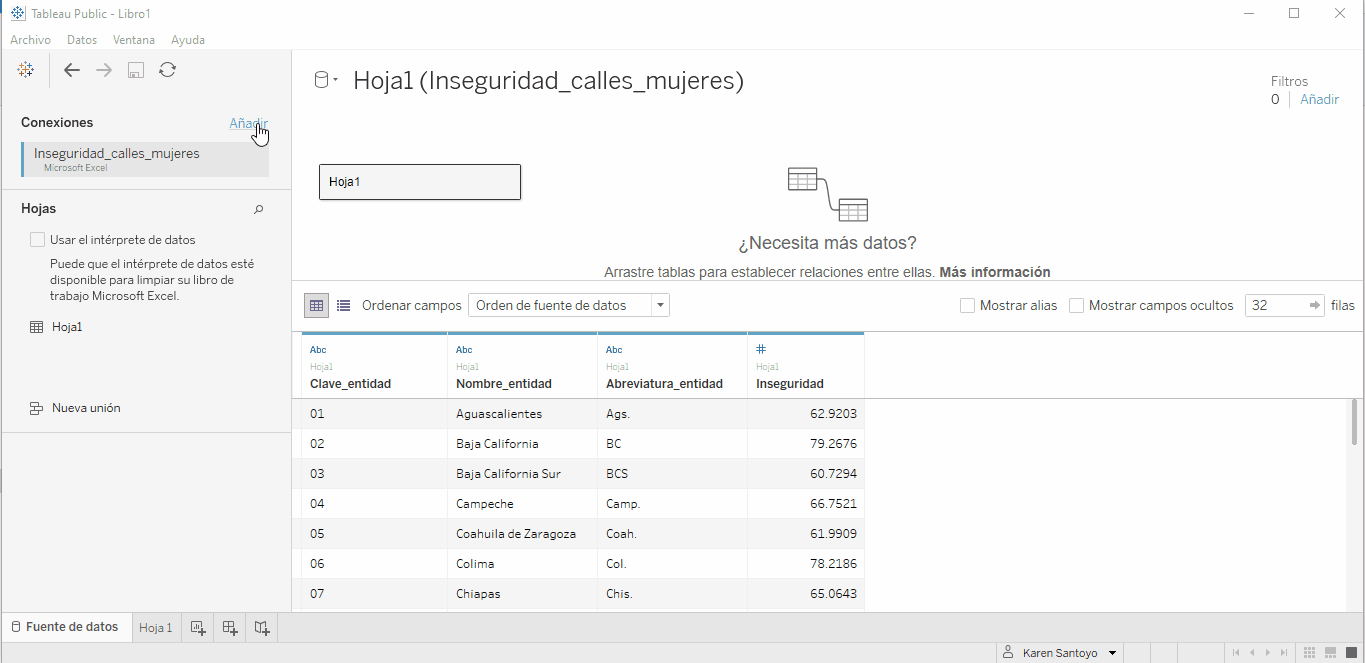 Tableau Public - Libro1
Archivo Datos Ventana Ayuda
Conexiones Añadir
Inseguridad_calles_mujeres
Microsoft Excel
Hojas
Usar el intérprete de datos
Puede que el intérprete de datos esté
disponible para limpiar su libro de
trabajo Microsoft Excel.
Hoja1
Nueva unión
Hoja1 (Inseguridad_calles_mujeres)
Filtros
0 Añadir
Hoja1
¿Necesita más datos?
Arrastre tablas para establecer relaciones entre ellas. Más información
Ordenar campos Orden de fuente de datos Mostrar alias Mostrar campos ocultos 32 filas
Abc Abc Abc #
Hoja1 Hoja1 Hoja1 Hoja1
Clave_entidad Nombre_entidad Abreviatura_entidad Inseguridad
01 Aguascalientes Ags. 62.9203
02 Baja California BC 79.2676
03 Baja California Sur BCS 60.7294
04 Campeche Camp. 66.7521
05 Coahuila de Zaragoza Coah. 61.9909
06 Colima Col. 78.2186
07 Chiapas Chis. 65.0643
Fuente de datos Hoja 1
Karen Santoyo